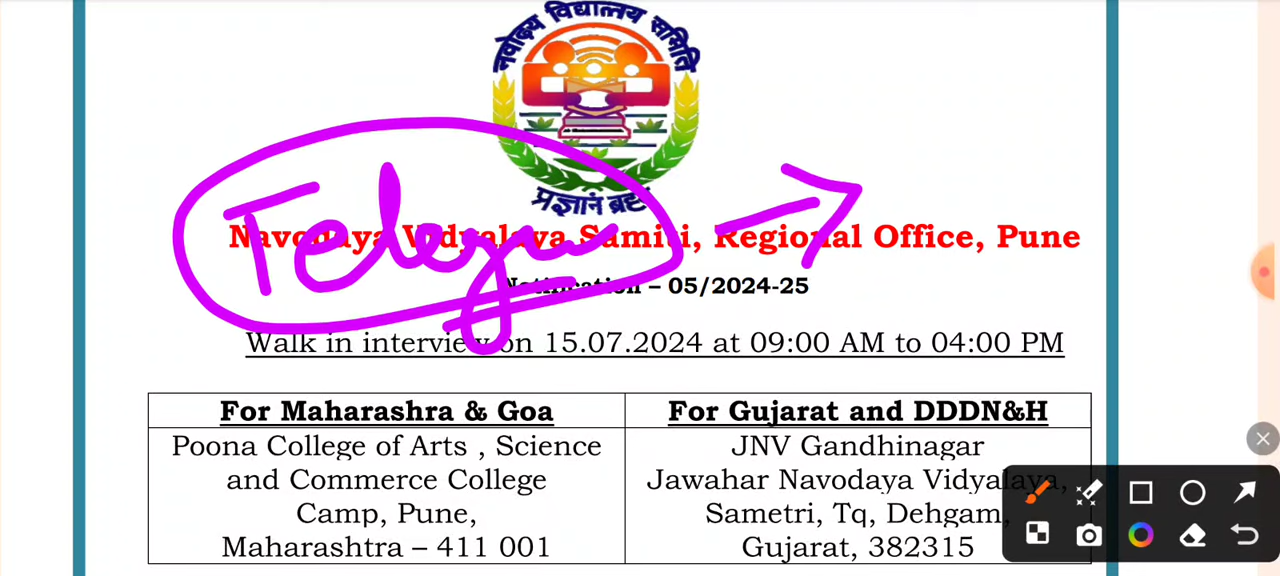 नवोदय विद्यालय समिति
प्रज्ञानं ब्रह्म
Telegr
Navodaya Vidyalaya Samiti, Regional Office, Pune
Notification – 05/2024-25
Walk in interview on 15.07.2024 at 09:00 AM to 04:00 PM
For Maharashra & Goa
Poona College of Arts , Science
and Commerce College
Camp, Pune,
Maharashtra – 411 001
For Gujarat and DDDN&H
JNV Gandhinagar
Jawahar Navodaya Vidyalaya,
Sametri, Tq, Dehgam,
Gujarat, 382315